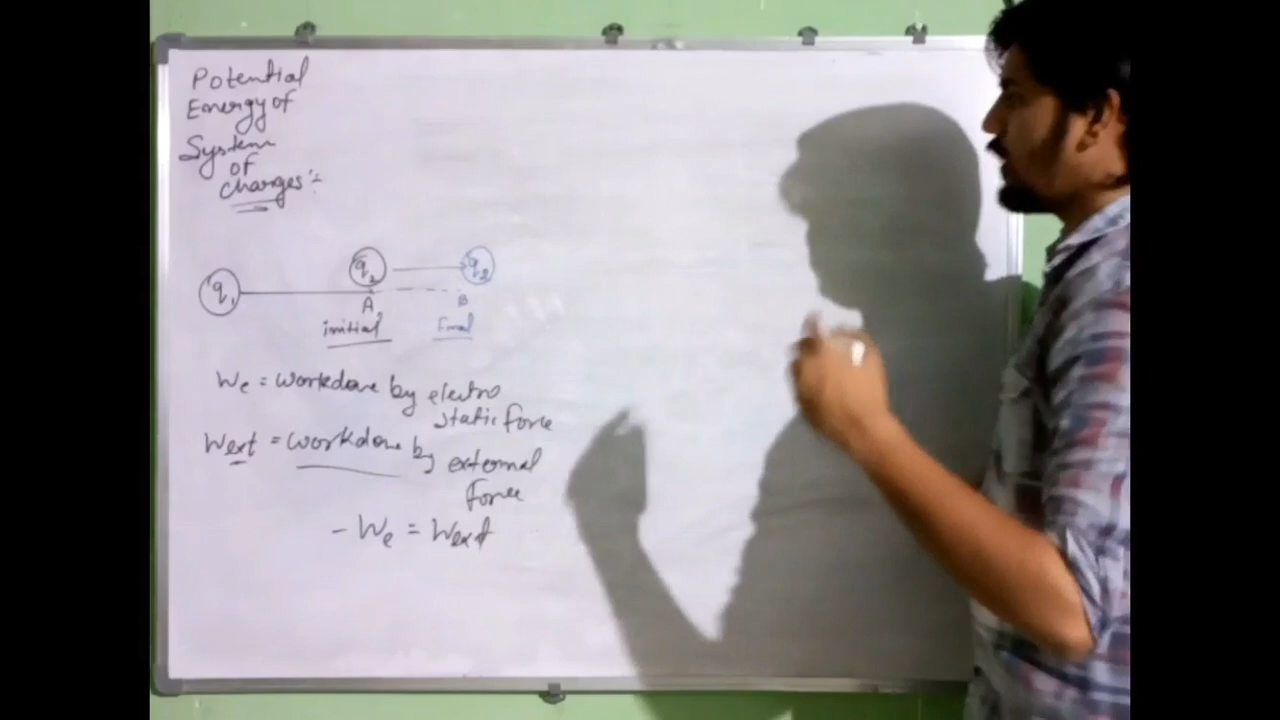 Potential
Energy of
System
of
Charges :-
q1 q2 q2
A B
initial Final
We = workdone by electro
static force
Wext = workdone by external
force
- We = Wext